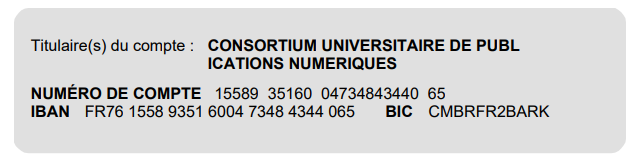 Titulaire(s) du compte : CONSORTIUM UNIVERSITAIRE DE PUBL
ICATIONS NUMERIQUES
NUMÉRO DE COMPTE 15589 35160 04734843440 65
IBAN FR76 1558 9351 6004 7348 4344 065 BIC CMBRFR2BARK